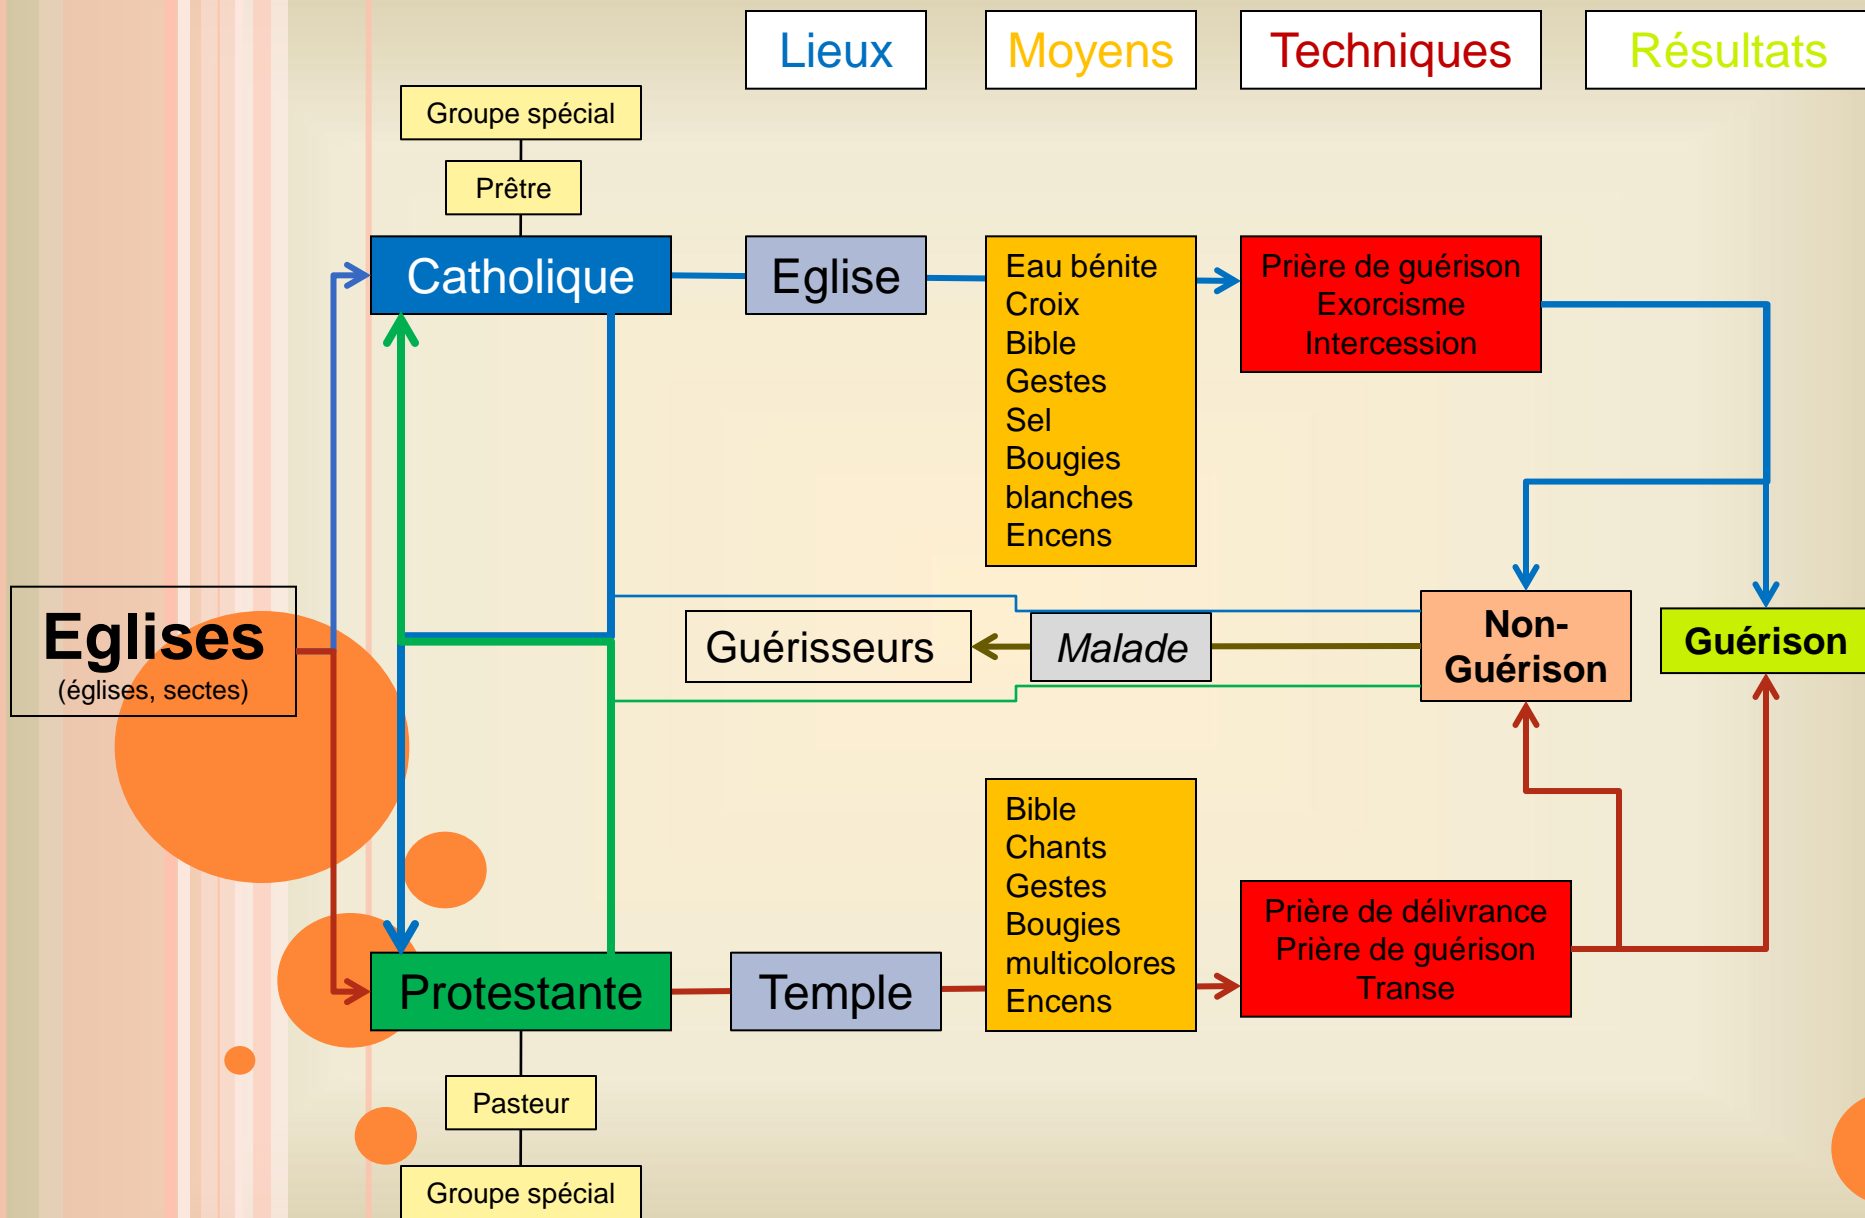 Lieux
Moyens
Techniques
Résultats
Groupe spécial
Prêtre
Catholique
Eglise
Eau bénite
Croix
Bible
Gestes
Sel
Bougies
blanches
Encens
Prière de guérison
Exorcisme
Intercession
Eglises
(églises, sectes)
Guérisseurs
Malade
Non-
Guérison
Guérison
Protestante
Temple
Bible
Chants
Gestes
Bougies
multicolores
Encens
Prière de délivrance
Prière de guérison
Transe
Pasteur
Groupe spécial